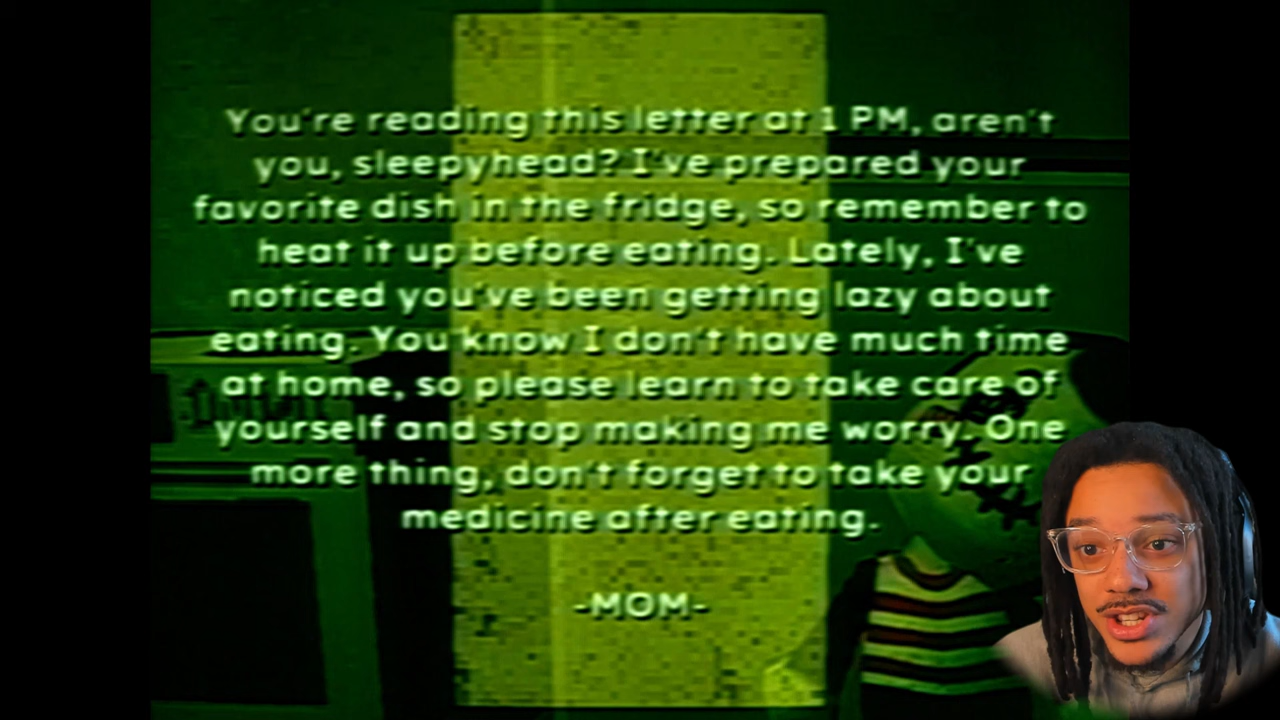 You're reading this letter at 1 PM, aren't
you, sleepyhead? I've prepared your
favorite dish in the fridge, so remember to
heat it up before eating. Lately, I've
noticed you've been getting lazy about
eating. You know I don't have much time
at home, so please learn to take care of
yourself and stop making me worry. One
more thing, don't forget to take your
medicine after eating.
-MOM-